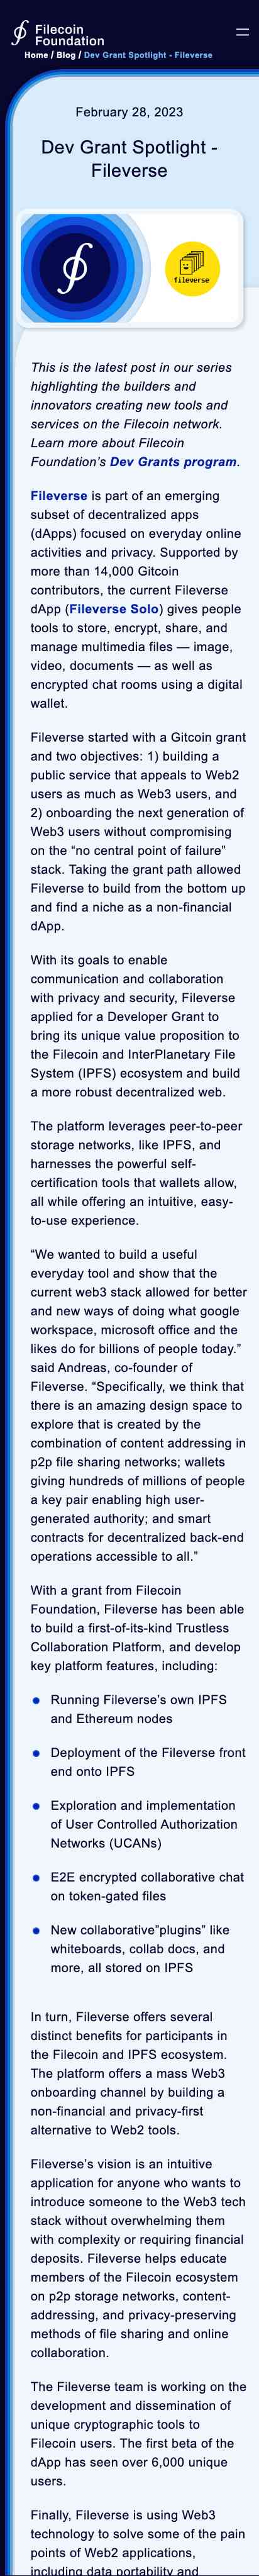 Filecoin
Foundation
Home / Blog / Dev Grant Spotlight - Fileverse
February 28, 2023
Dev Grant Spotlight -
Fileverse
fileverse
This is the latest post in our series
highlighting the builders and
innovators creating new tools and
services on the Filecoin network.
Learn more about Filecoin
Foundation's Dev Grants program.
Fileverse is part of an emerging
subset of decentralized apps
(dApps) focused on everyday online
activities and privacy. Supported by
more than 14,000 Gitcoin
contributors, the current Fileverse
dApp (Fileverse Solo) gives people
tools to store, encrypt, share, and
manage multimedia files — image,
video, documents — as well as
encrypted chat rooms using a digital
wallet.
Fileverse started with a Gitcoin grant
and two objectives: 1) building a
public service that appeals to Web2
users as much as Web3 users, and
2) onboarding the next generation of
Web3 users without compromising
on the “no central point of failure”
stack. Taking the grant path allowed
Fileverse to build from the bottom up
and find a niche as a non-financial
dApp.
With its goals to enable
communication and collaboration
with privacy and security, Fileverse
applied for a Developer Grant to
bring its unique value proposition to
the Filecoin and InterPlanetary File
System (IPFS) ecosystem and build
a more robust decentralized web.
The platform leverages peer-to-peer
storage networks, like IPFS, and
harnesses the powerful self-
certification tools that wallets allow,
all while offering an intuitive, easy-
to-use experience.
“We wanted to build a useful
everyday tool and show that the
current web3 stack allowed for better
and new ways of doing what google
workspace, microsoft office and the
likes do for billions of people today.”
said Andreas, co-founder of
Fileverse. “Specifically, we think that
there is an amazing design space to
explore that is created by the
combination of content addressing in
p2p file sharing networks; wallets
giving hundreds of millions of people
a key pair enabling high user-
generated authority; and smart
contracts for decentralized back-end
operations accessible to all.”
With a grant from Filecoin
Foundation, Fileverse has been able
to build a first-of-its-kind Trustless
Collaboration Platform, and develop
key platform features, including:
Running Fileverse's own IPFS
and Ethereum nodes
Deployment of the Fileverse front
end onto IPFS
Exploration and implementation
of User Controlled Authorization
Networks (UCANs)
E2E encrypted collaborative chat
on token-gated files
New collaborative”plugins” like
whiteboards, collab docs, and
more, all stored on IPFS
In turn, Fileverse offers several
distinct benefits for participants in
the Filecoin and IPFS ecosystem.
The platform offers a mass Web3
onboarding channel by building a
non-financial and privacy-first
alternative to Web2 tools.
Fileverse's vision is an intuitive
application for anyone who wants to
introduce someone to the Web3 tech
stack without overwhelming them
with complexity or requiring financial
deposits. Fileverse helps educate
members of the Filecoin ecosystem
on p2p storage networks, content-
addressing, and privacy-preserving
methods of file sharing and online
collaboration.
The Fileverse team is working on the
development and dissemination of
unique cryptographic tools to
Filecoin users. The first beta of the
dApp has seen over 6,000 unique
users.
Finally, Fileverse is using Web3
technology to solve some of the pain
points of Web2 applications,
including data portability and